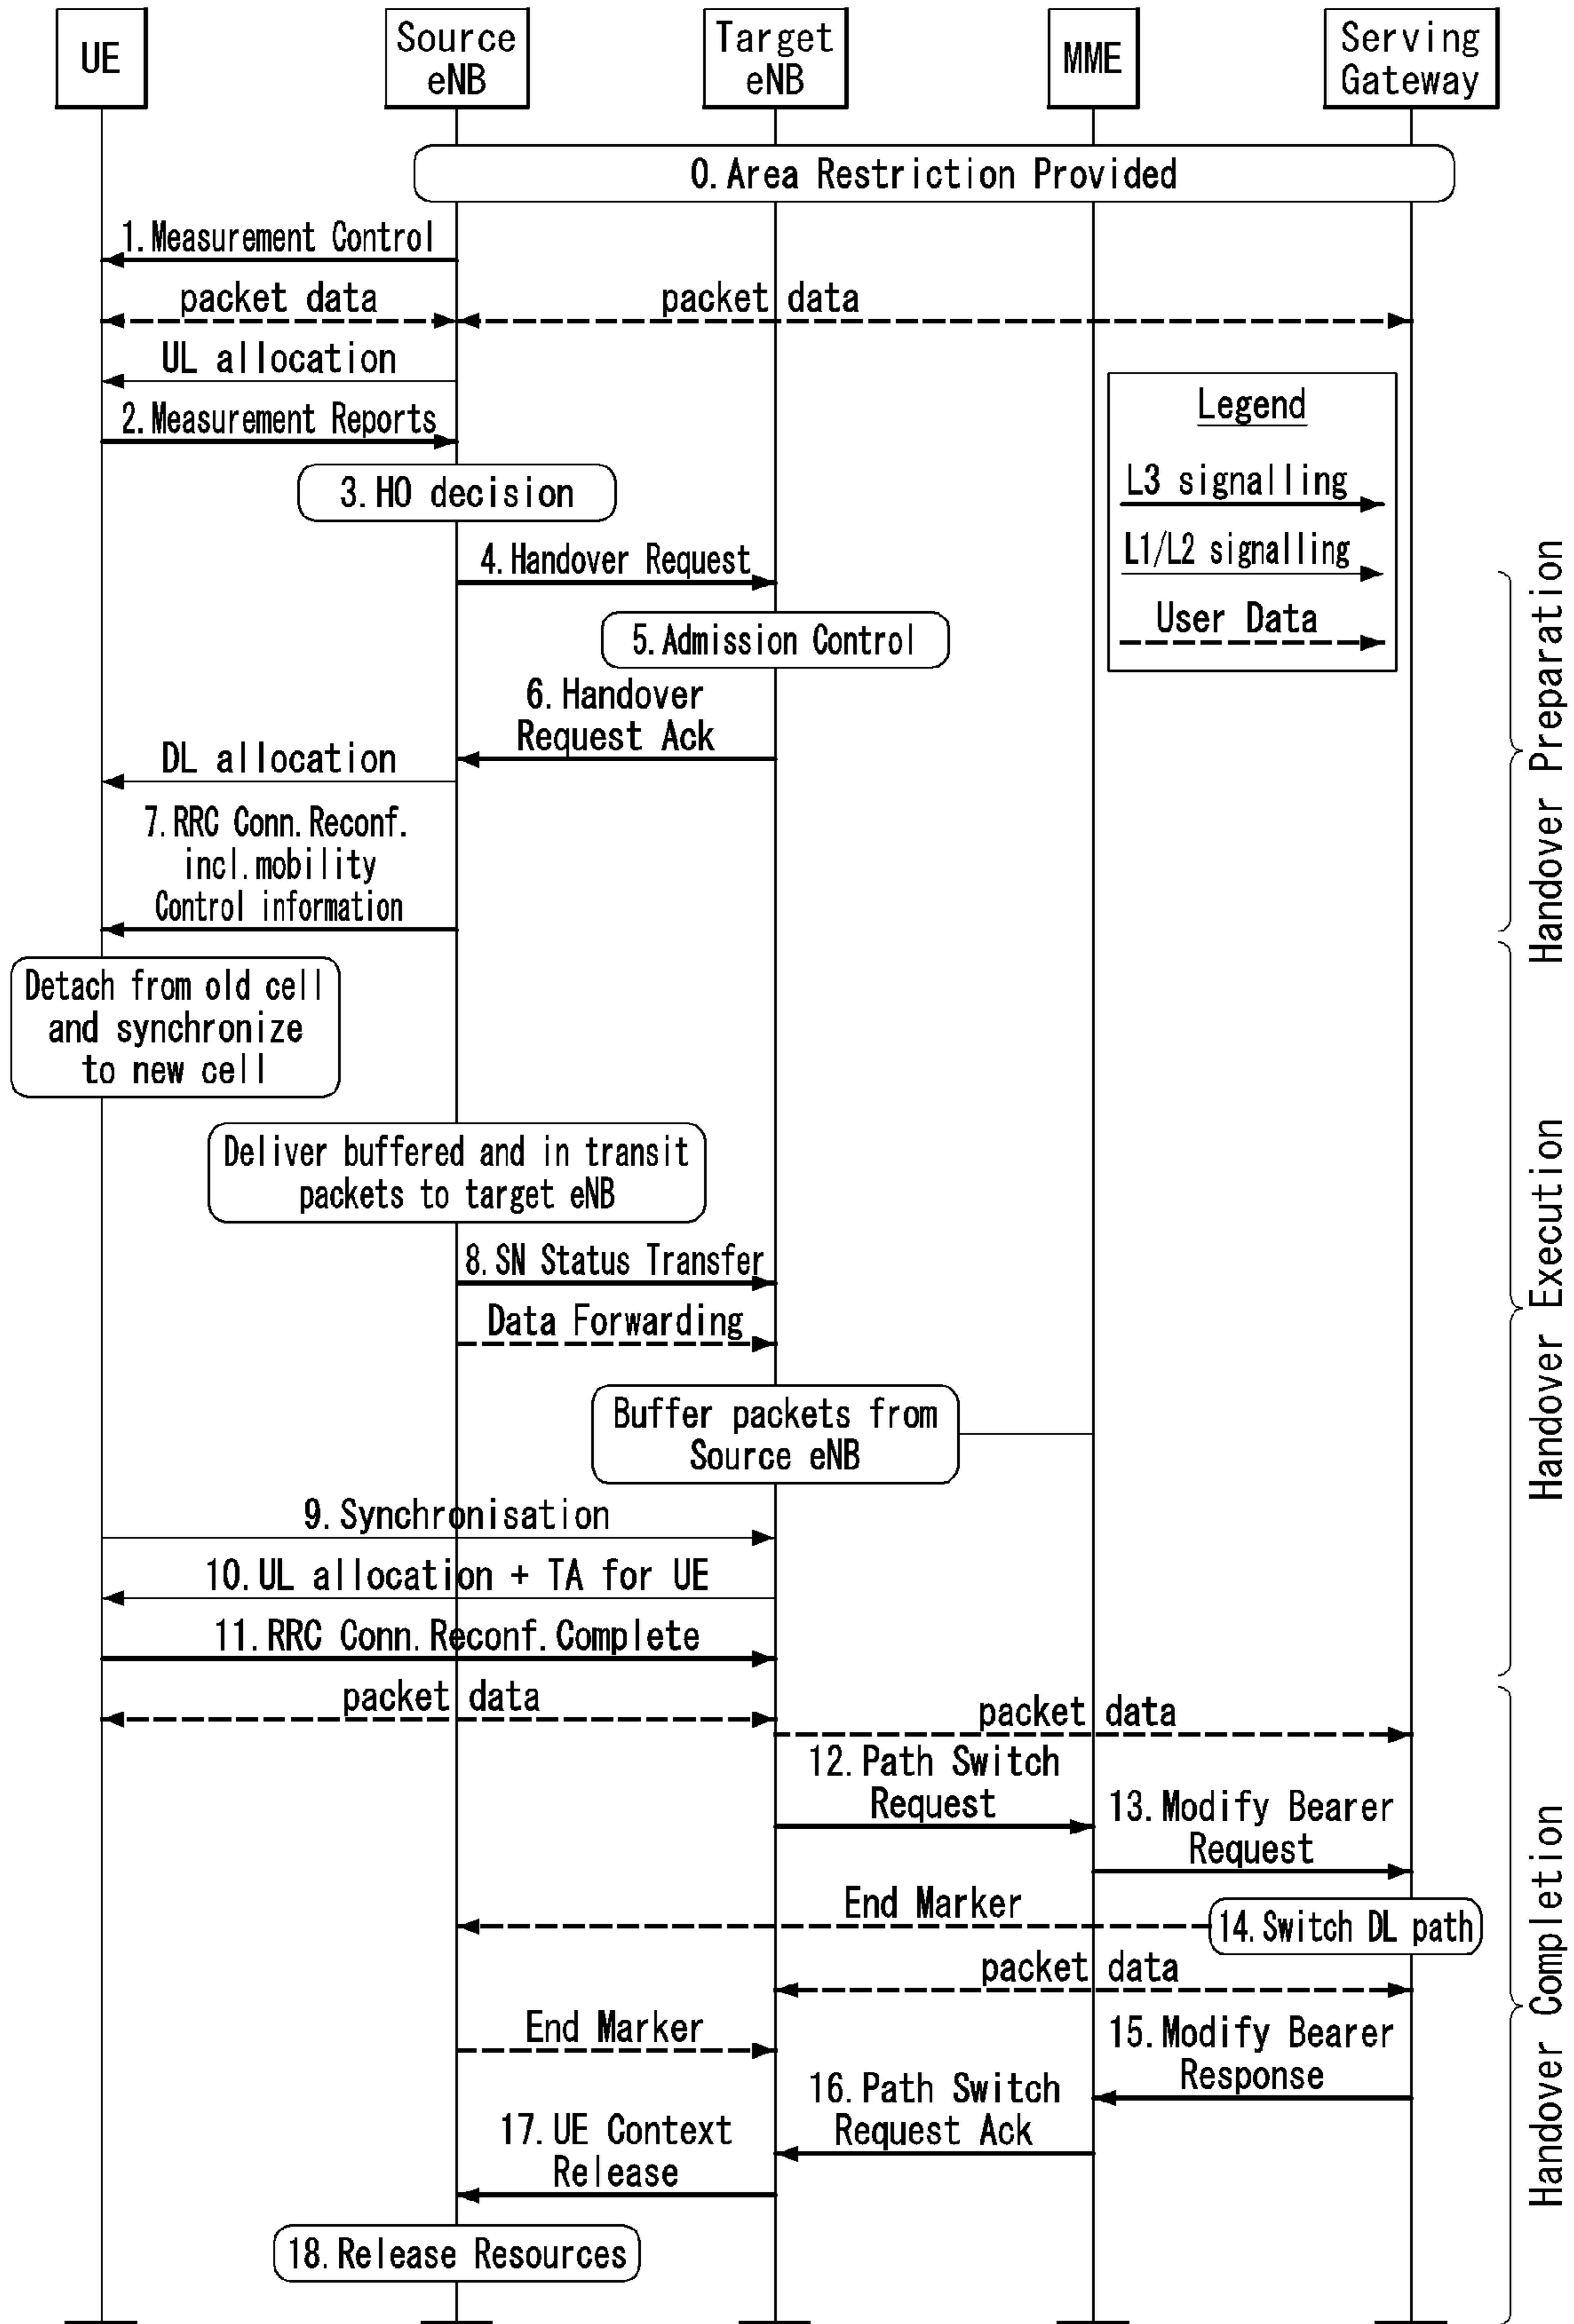 UE
Source
eNB
Target
eNB
MME
Serving
Gateway
0.Area Restriction Provided
1.Measurement Control
packet data
packet data
UL allocation
2.Measurement Reports
Legend
L3 signalling
L1/L2 signalling
User Data
3.HO decision
4.Handover Request
5.Admission Control
6.Handover
Request Ack
DL allocation
7.RRC Conn.Reconf.
incl.mobility
Control information
Handover Preparation
Detach from old cell
and synchronize
to new cell
Deliver buffered and in transit
packets to target eNB
8.SN Status Transfer
Data Forwarding
Buffer packets from
Source eNB
9.Synchronisation
10.UL allocation + TA for UE
11.RRC Conn.Reconf.Complete
Handover Execution
packet data
packet data
12.Path Switch
Request
13.Modify Bearer
Request
End Marker
14.Switch DL path
packet data
End Marker
15.Modify Bearer
Response
16.Path Switch
Request Ack
17.UE Context
Release
18.Release Resources
Handover Completion